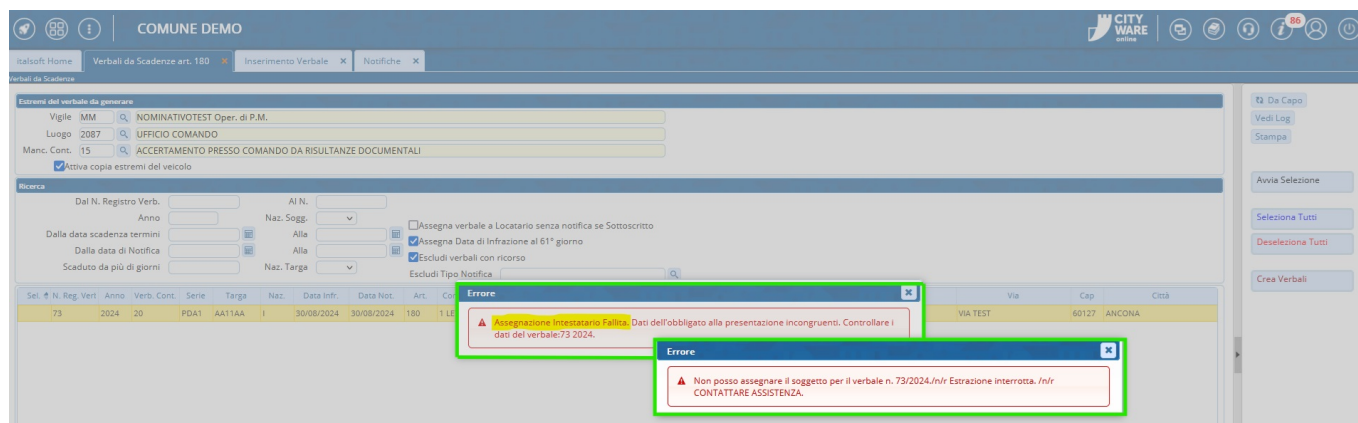 COMUNE DEMO
CITY WARE online
86
italsoft Home Verbali da Scadenze art. 180 Inserimento Verbale Notifiche
Verbali da Scadenze
Estremi del verbale da generare
Vigile MM NOMINATIVOTEST Oper. di P.M.
Luogo 2087 UFFICIO COMANDO
Manc. Cont. 15 ACCERTAMENTO PRESSO COMANDO DA RISULTANZE DOCUMENTALI
Attiva copia estremi del veicolo
Ricerca
Dal N. Registro Verb. Al N.
Anno Naz. Sogg.
Assegna verbale a Locatario senza notifica se Sottoscritto
Dalla data scadenza termini Alla
Assegna Data di Infrazione al 61° giorno
Dalla data di Notifica Alla
Escludi verbali con ricorso
Scaduto da più di giorni Naz. Targa
Escludi Tipo Notifica
Da Capo
Vedi Log
Stampa
Avvia Selezione
Seleziona Tutti
Deseleziona Tutti
Crea Verbali
Sel. N. Reg. Vert Anno Verb. Cont. Serie Targa Naz. Data Infr. Data Not. Art. Via Cap Città
73 2024 20 PDA1 AA11AA I 30/08/2024 30/08/2024 180 VIA TEST 60127 ANCONA
Errore
Assegnazione Intestatario Fallita. Dati dell'obbligato alla presentazione incongruenti. Controllare i
dati del verbale:73 2024.
Errore
Non posso assegnare il soggetto per il verbale n. 73/2024./n/r Estrazione interrotta. /n/r
CONTATTARE ASSISTENZA.